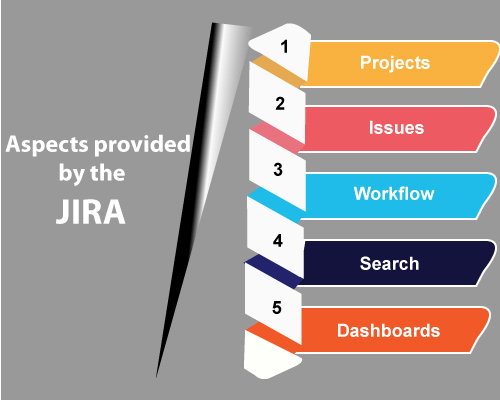 Aspects provided
by the
JIRA
1
Projects
2
Issues
3
Workflow
4
Search
5
Dashboards